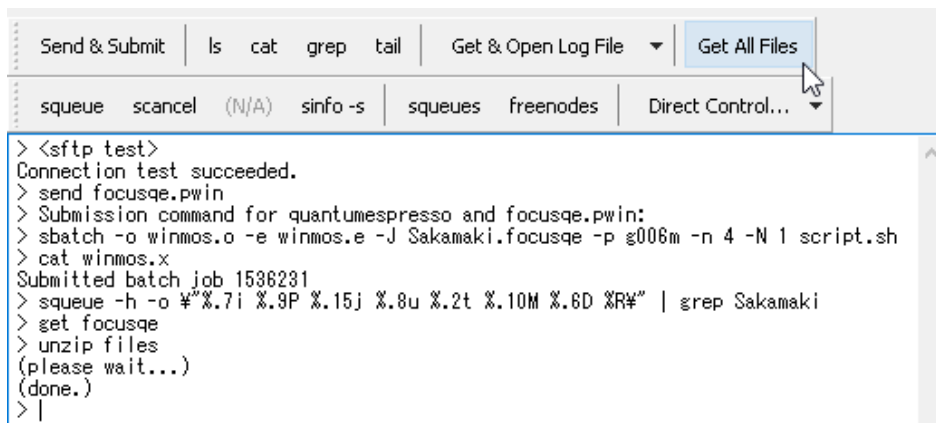 Send & Submit ls cat grep tail Get & Open Log File Get All Files
squeue scancel (N/A) sinfo -s squeues freenodes Direct Control...
> <sftp test>
Connection test succeeded.
> send focusqe.pwin
> Submission command for quantumespresso and focusqe.pwin:
> sbatch -o winmos.o -e winmos.e -J Sakamaki.focusqe -p g006m -n 4 -N 1 script.sh
> cat winmos.x
Submitted batch job 1536231
> squeue -h -o ¥"%.7i %.9P %.15j %.8u %.2t %.10M %.6D %R¥" | grep Sakamaki
> get focusqe
> unzip files
(please wait...)
(done.)
>